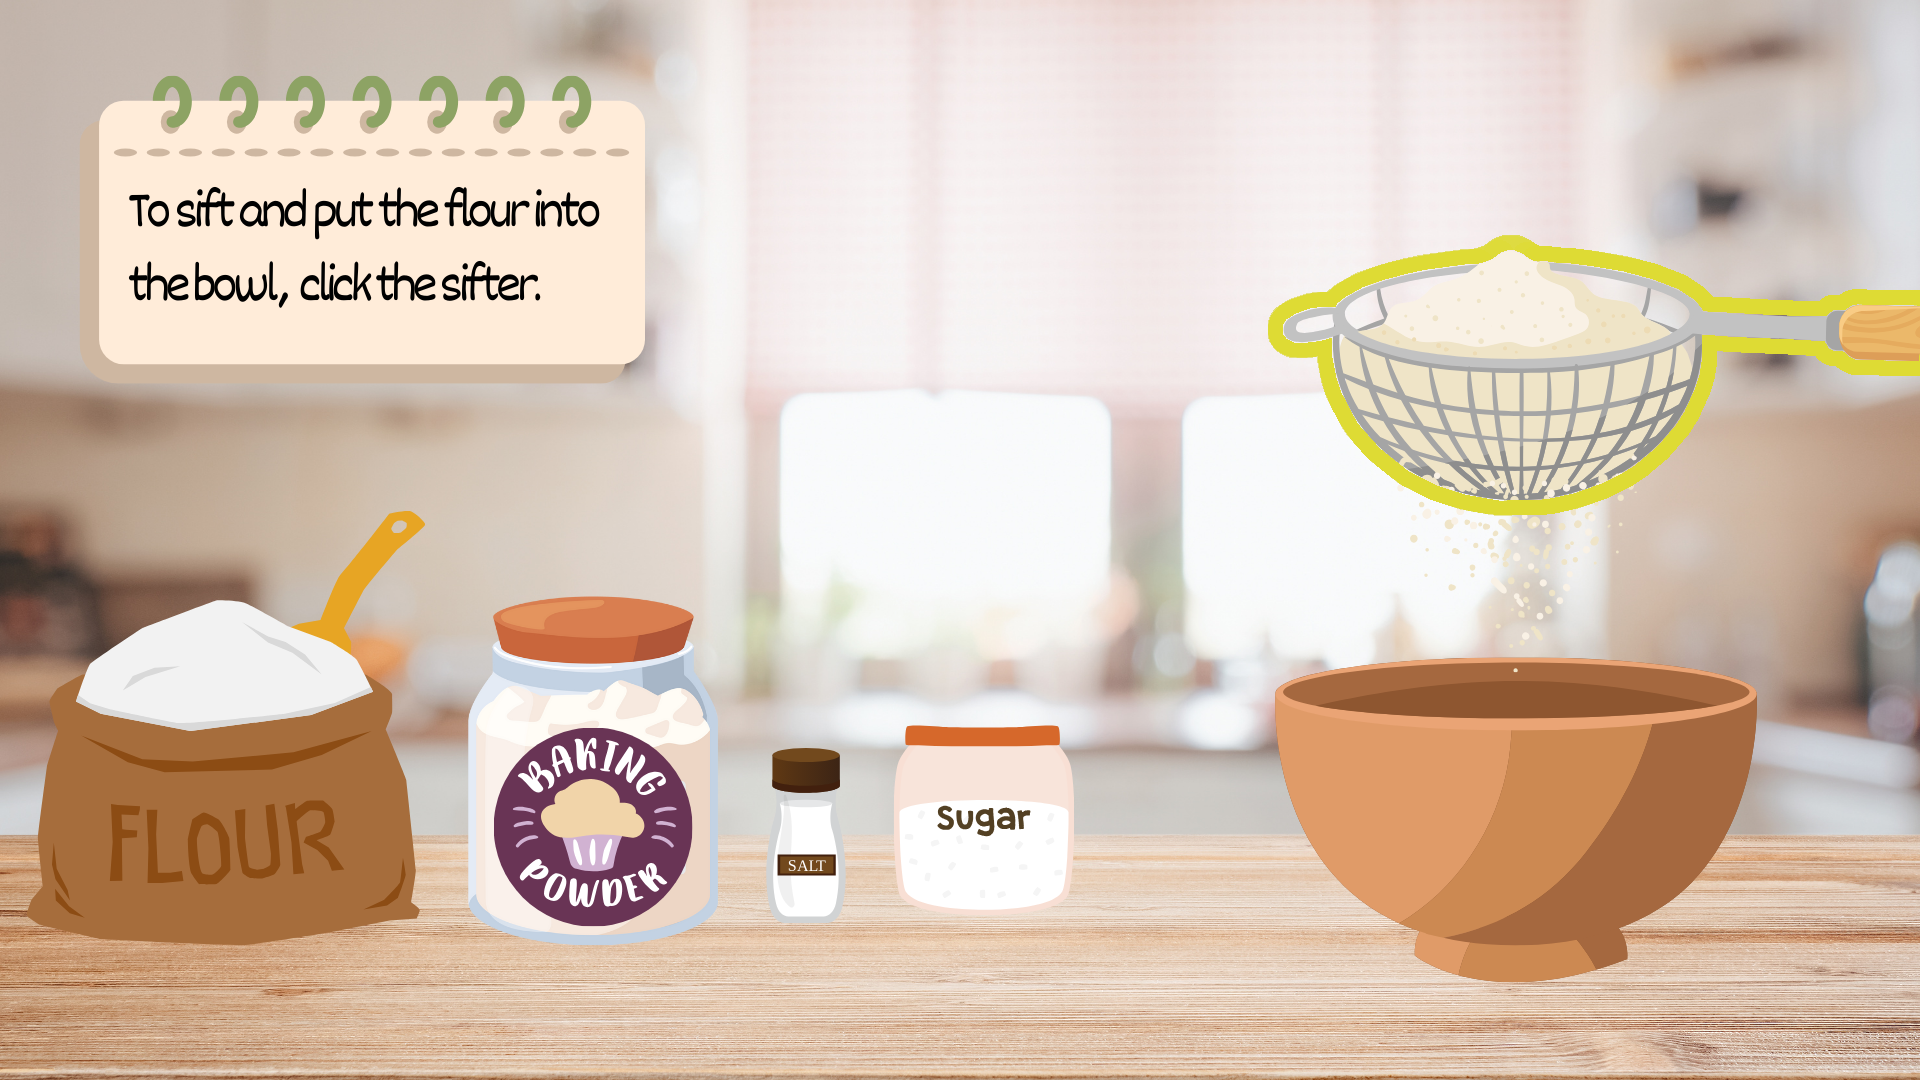 To sift and put the flour into
the bowl, click the sifter.
FLOUR
BAKING
POWDER
SALT
Sugar